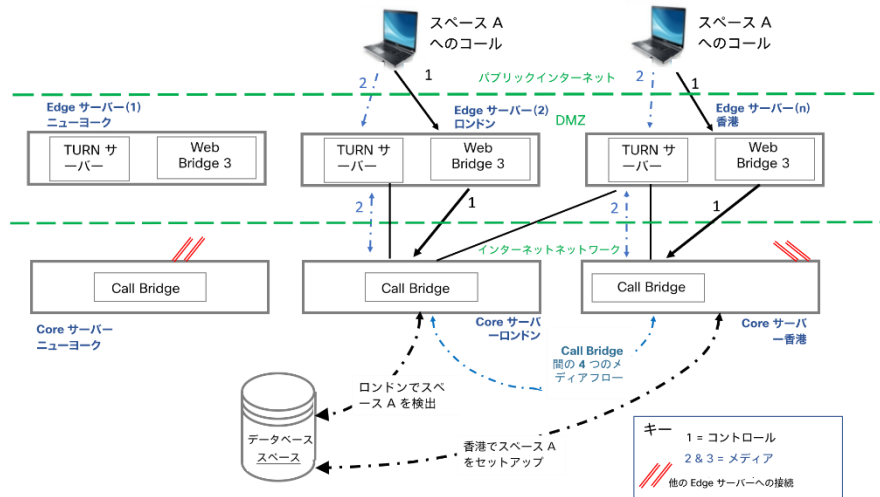 スペース A
へのコール
スペース A
へのコール
2
1
パブリックインターネット
2
1
Edge サーバー(1)
ニューヨーク
Edge サーバー(2)
ロンドン
DMZ
Edge サーバー(n)
香港
TURN サ
ーバー
Web
Bridge 3
TURN サ
ーバー
Web
Bridge 3
TURN サ
ーバー
Web
Bridge 3
2
1
2
1
インターネットネットワーク
Call Bridge
Call Bridge
Call Bridge
Core サーバー
ニューヨーク
Core サーバ
ーロンドン
Core サーバ
ー香港
Call Bridge
間の 4 つのメ
ディアフロー
ロンドンでスペ
ース A を検出
データベース
スペース
香港でスペース A
をセットアップ
キー
1 = コントロール
2 & 3 = メディア
他の Edge サーバーへの接続